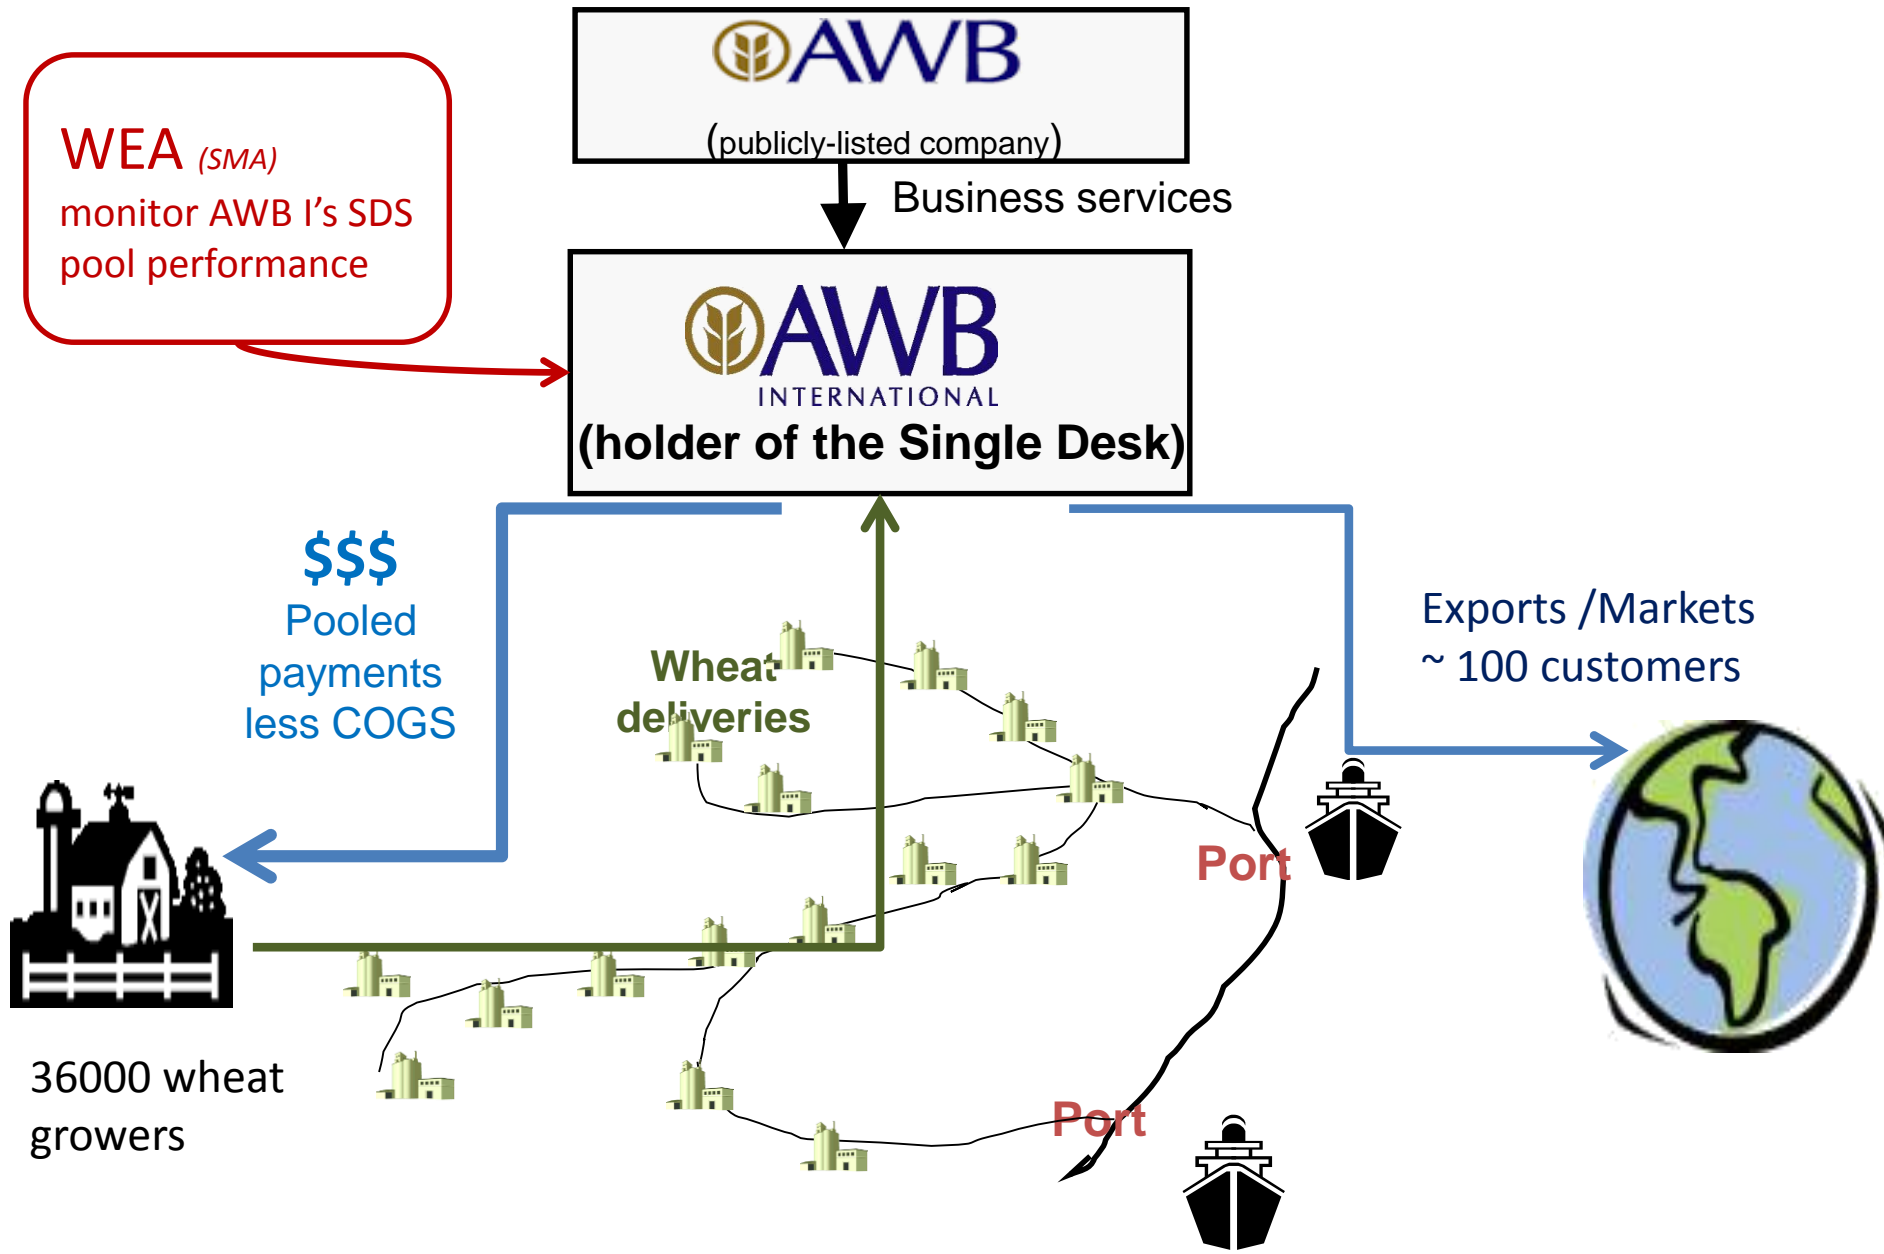 AWB
(publicly-listed company)
WEA (SMA)
monitor AWB I's SDS
pool performance
Business services
AWB
INTERNATIONAL
(holder of the Single Desk)
$$$
Pooled
payments
less COGS
Wheat
deliveries
Exports /Markets
~ 100 customers
Port
36000 wheat
growers
Port